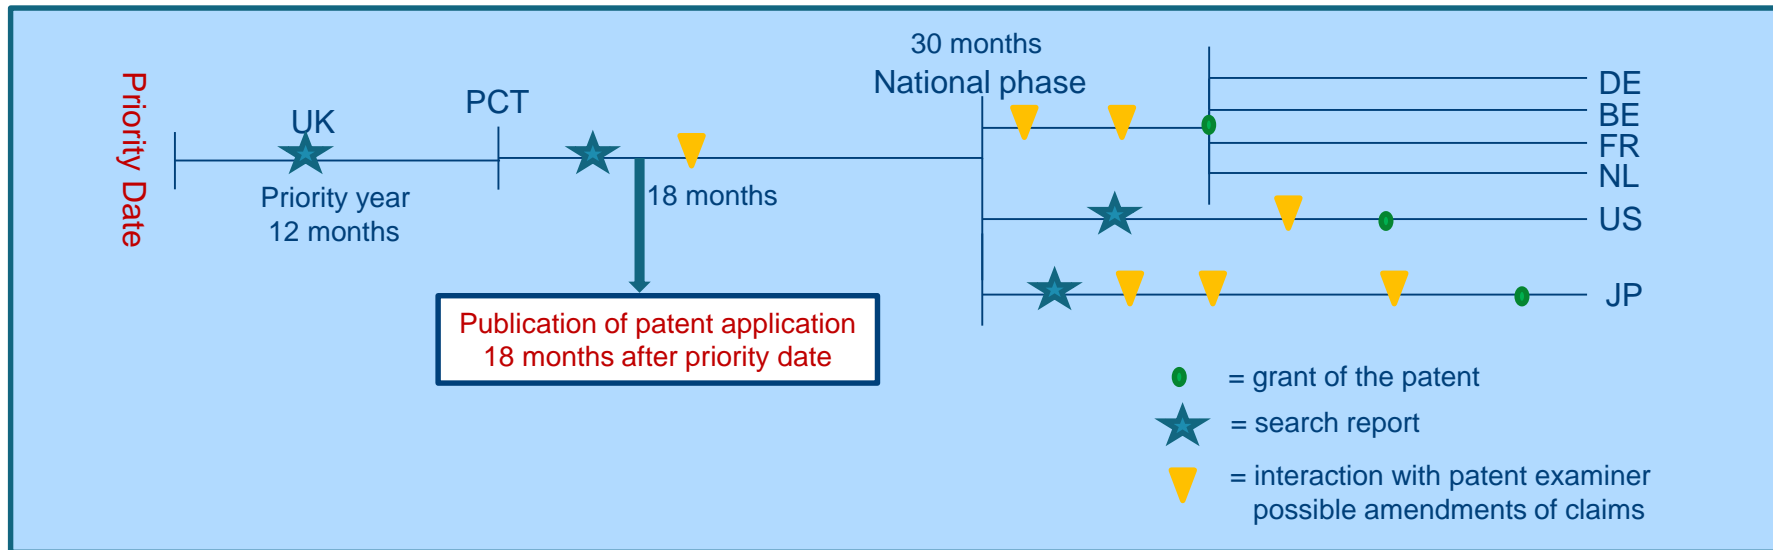 Priority Date
UK
Priority year
12 months
PCT
18 months
Publication of patent application
18 months after priority date
30 months
National phase
DE
BE
FR
NL
US
JP
= grant of the patent
= search report
= interaction with patent examiner
possible amendments of claims